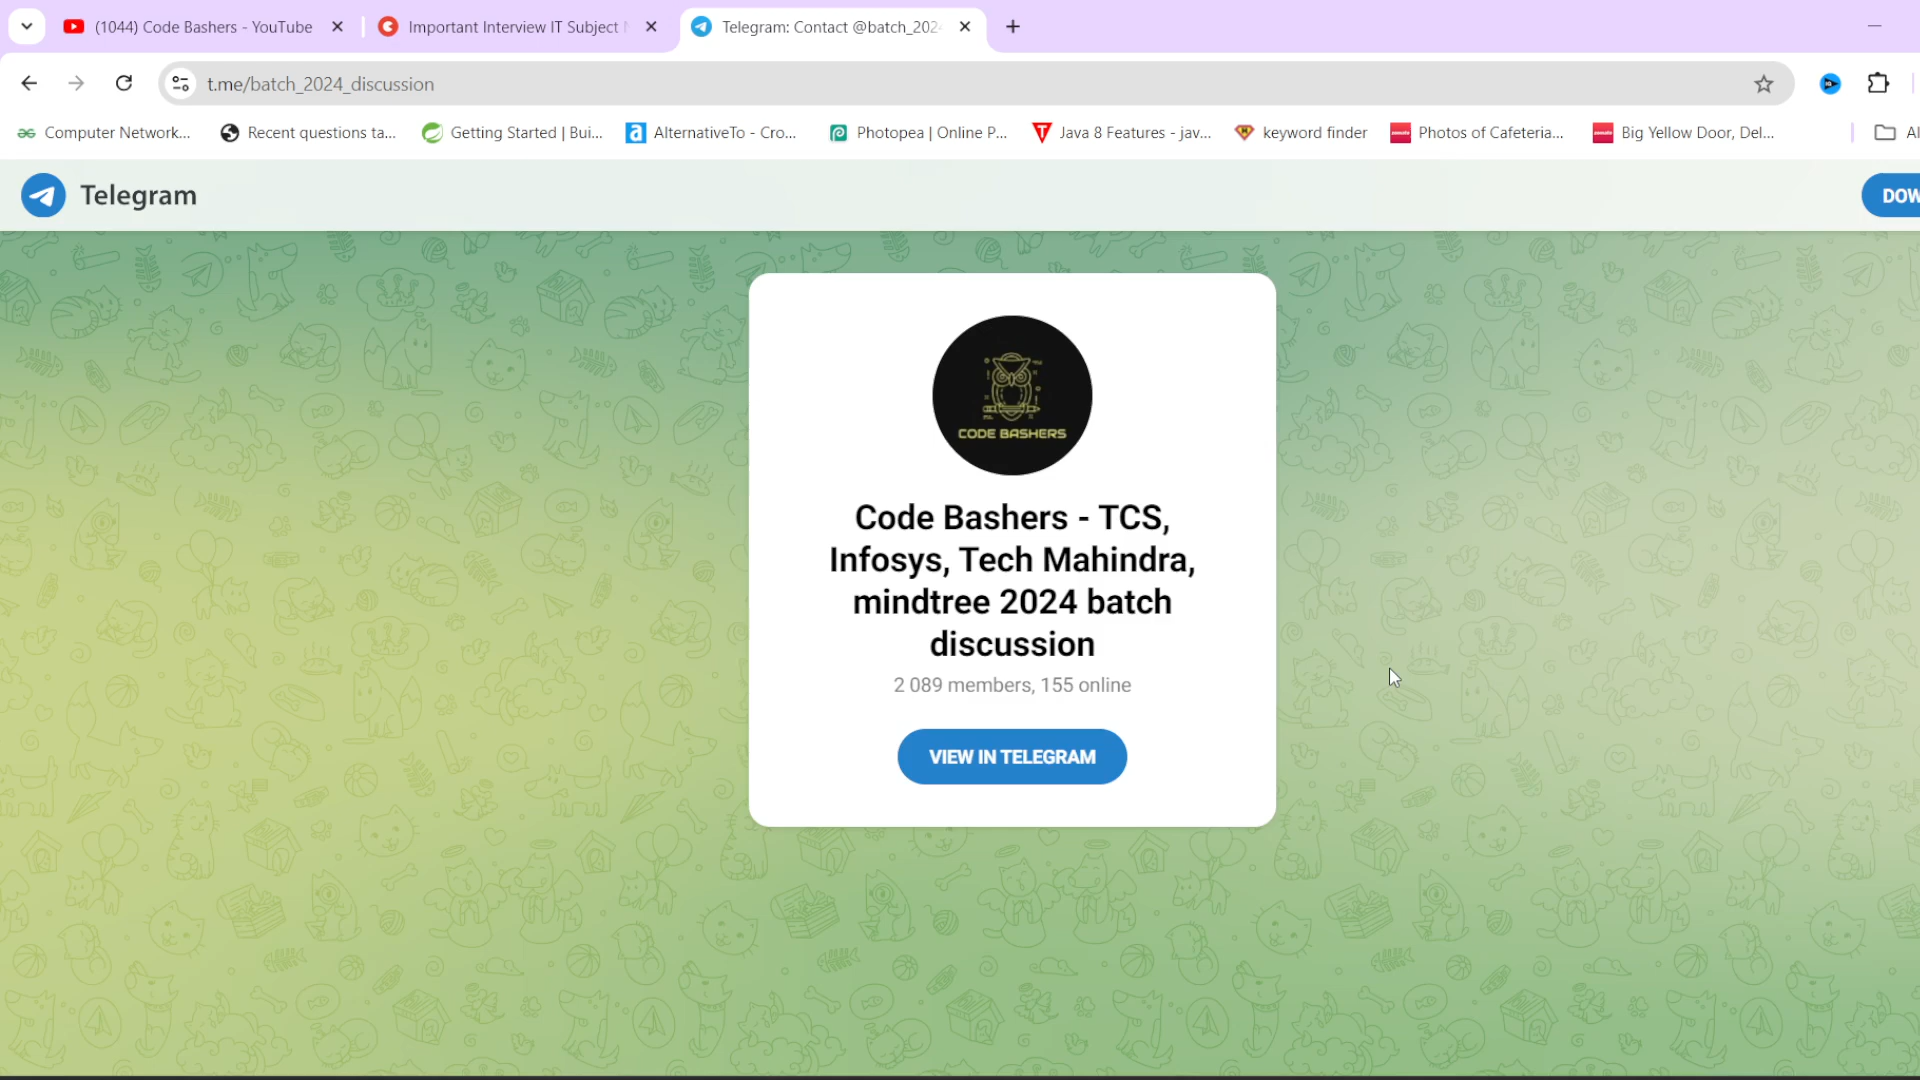 (1044) Code Bashers - YouTube
Important Interview IT Subject
Telegram: Contact @batch_202
t.me/batch_2024_discussion
Computer Network...
Recent questions ta...
Getting Started | Bui...
AlternativeTo - Cro...
Photopea | Online P...
Java 8 Features - jav...
keyword finder
Photos of Cafeteria...
Big Yellow Door, Del...
Al
Telegram
DOW
CODE BASHERS
Code Bashers - TCS,
Infosys, Tech Mahindra,
mindtree 2024 batch
discussion
2 089 members, 155 online
VIEW IN TELEGRAM